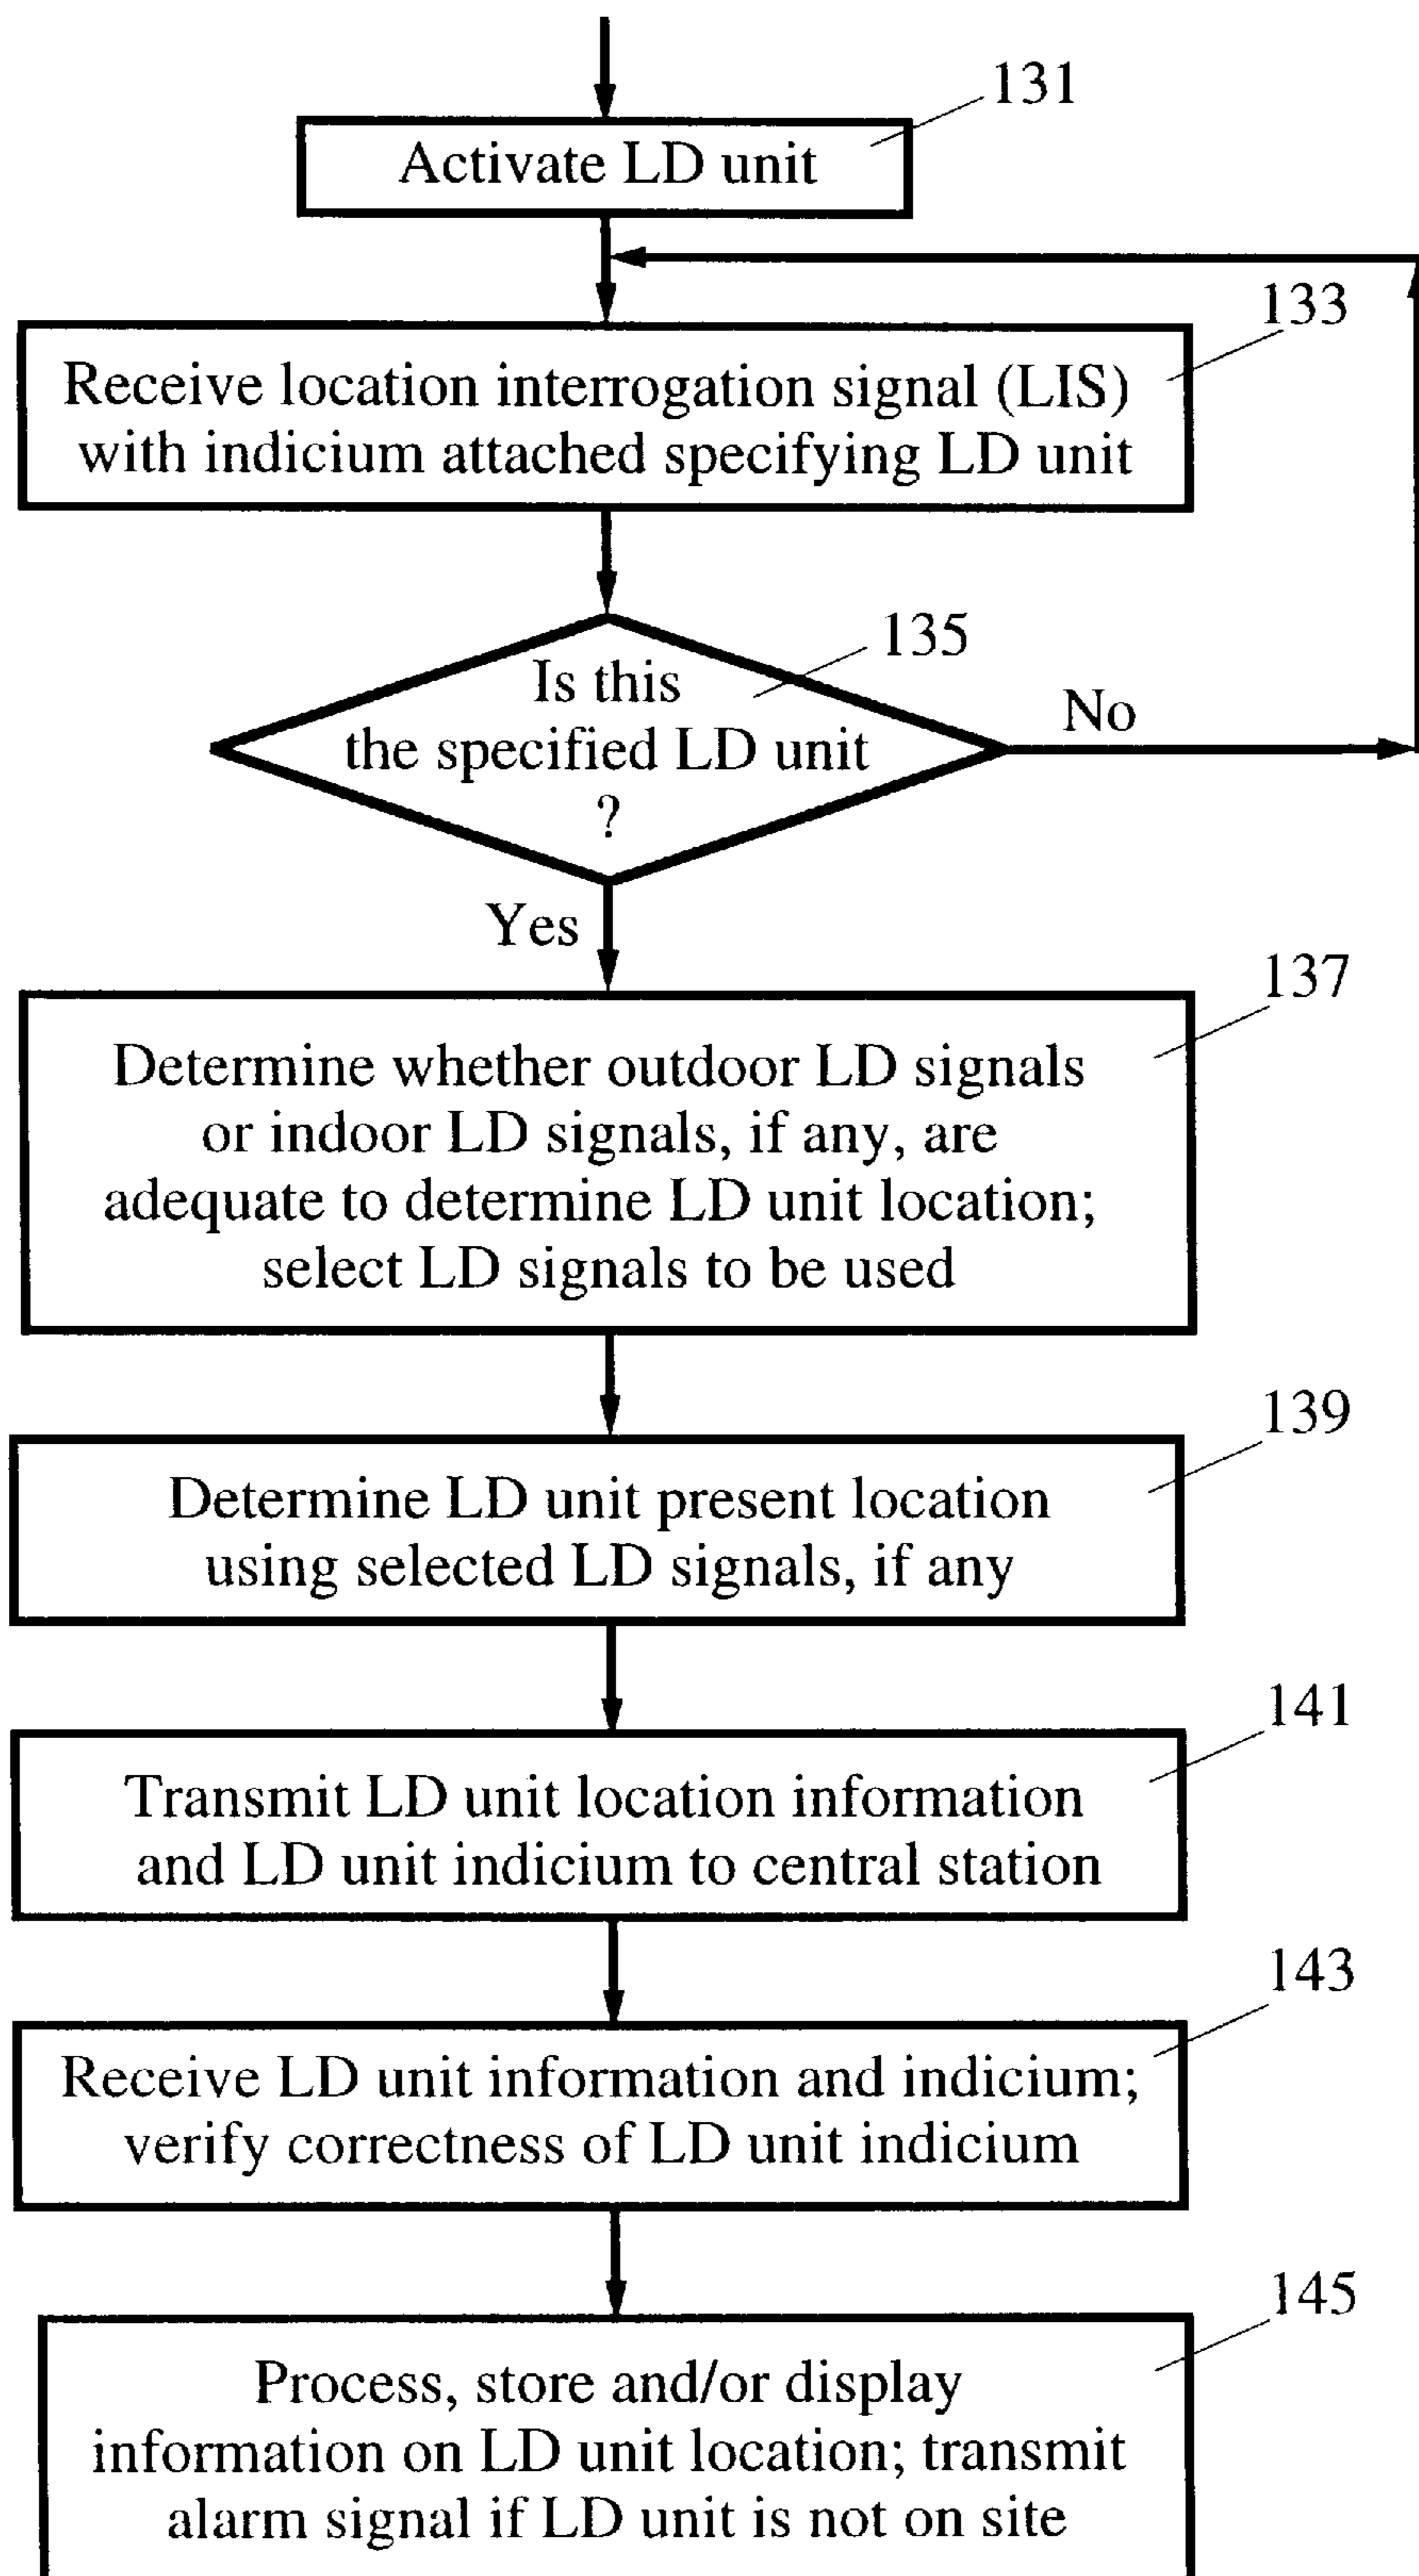 131
Activate LD unit
133
Receive location interrogation signal (LIS)
with indicium attached specifying LD unit
135
Is this
the specified LD unit
?
No
Yes
137
Determine whether outdoor LD signals
or indoor LD signals, if any, are
adequate to determine LD unit location;
select LD signals to be used
139
Determine LD unit present location
using selected LD signals, if any
141
Transmit LD unit location information
and LD unit indicium to central station
143
Receive LD unit information and indicium;
verify correctness of LD unit indicium
145
Process, store and/or display
information on LD unit location; transmit
alarm signal if LD unit is not on site